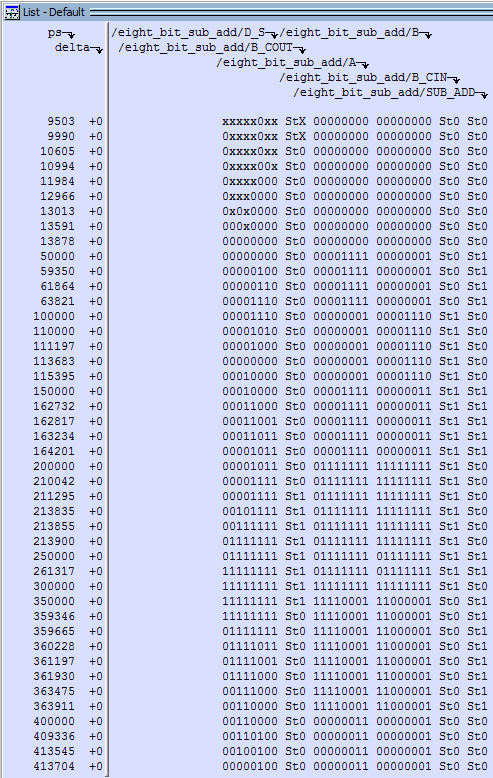 List - Default
ps /eight_bit_sub_add/D_S /eight_bit_sub_add/B
delta /eight_bit_sub_add/B_COUT
/eight_bit_sub_add/A
/eight_bit_sub_add/B_CIN
/eight_bit_sub_add/SUB_ADD
9503 +0 xxxxx0xx StX 00000000 00000000 St0 St0
9990 +0 0xxxx0xx StX 00000000 00000000 St0 St0
10605 +0 0xxxx0xx St0 00000000 00000000 St0 St0
10994 +0 0xxxx00x St0 00000000 00000000 St0 St0
11984 +0 0xxxx000 St0 00000000 00000000 St0 St0
12966 +0 0xxx0000 St0 00000000 00000000 St0 St0
13013 +0 0x0x0000 St0 00000000 00000000 St0 St0
13591 +0 000x0000 St0 00000000 00000000 St0 St0
13878 +0 00000000 St0 00000000 00000000 St0 St0
50000 +0 00000000 St0 00001111 00000001 St0 St1
59350 +0 00000100 St0 00001111 00000001 St0 St1
61864 +0 00000110 St0 00001111 00000001 St0 St1
63821 +0 00001110 St0 00001111 00000001 St0 St1
100000 +0 00001110 St0 00000001 00001110 St1 St0
110000 +0 00001010 St0 00000001 00001110 St1 St0
111197 +0 00001000 St0 00000001 00001110 St1 St0
113683 +0 00000000 St0 00000001 00001110 St1 St0
115395 +0 00010000 St0 00000001 00001110 St1 St0
150000 +0 00010000 St0 00001111 00000011 St1 St1
162732 +0 00011000 St0 00001111 00000011 St1 St1
162817 +0 00011001 St0 00001111 00000011 St1 St1
163234 +0 00011011 St0 00001111 00000011 St1 St1
164201 +0 00001011 St0 00001111 00000011 St1 St1
200000 +0 00001011 St0 01111111 11111111 St1 St0
210042 +0 00001111 St0 01111111 11111111 St1 St0
211295 +0 00001111 St1 01111111 11111111 St1 St0
213835 +0 00101111 St1 01111111 11111111 St1 St0
213855 +0 00111111 St1 01111111 11111111 St1 St0
213900 +0 01111111 St1 01111111 11111111 St1 St0
250000 +0 01111111 St1 01111111 01111111 St1 St1
261317 +0 11111111 St1 01111111 01111111 St1 St1
300000 +0 11111111 St1 11111111 11111111 St1 St0
350000 +0 11111111 St1 11110001 11000001 St0 St1
359346 +0 11111111 St0 11110001 11000001 St0 St1
359665 +0 01111111 St0 11110001 11000001 St0 St1
360228 +0 01111011 St0 11110001 11000001 St0 St1
361197 +0 01111001 St0 11110001 11000001 St0 St1
361930 +0 01111000 St0 11110001 11000001 St0 St1
363475 +0 01110000 St0 11110001 11000001 St0 St1
363911 +0 00110000 St0 11110001 11000001 St0 St1
400000 +0 00110000 St0 00000011 00000001 St0 St0
409336 +0 00110100 St0 00000011 00000001 St0 St0
413545 +0 00100100 St0 00000011 00000001 St0 St0
413704 +0 00000100 St0 00000011 00000001 St0 St0